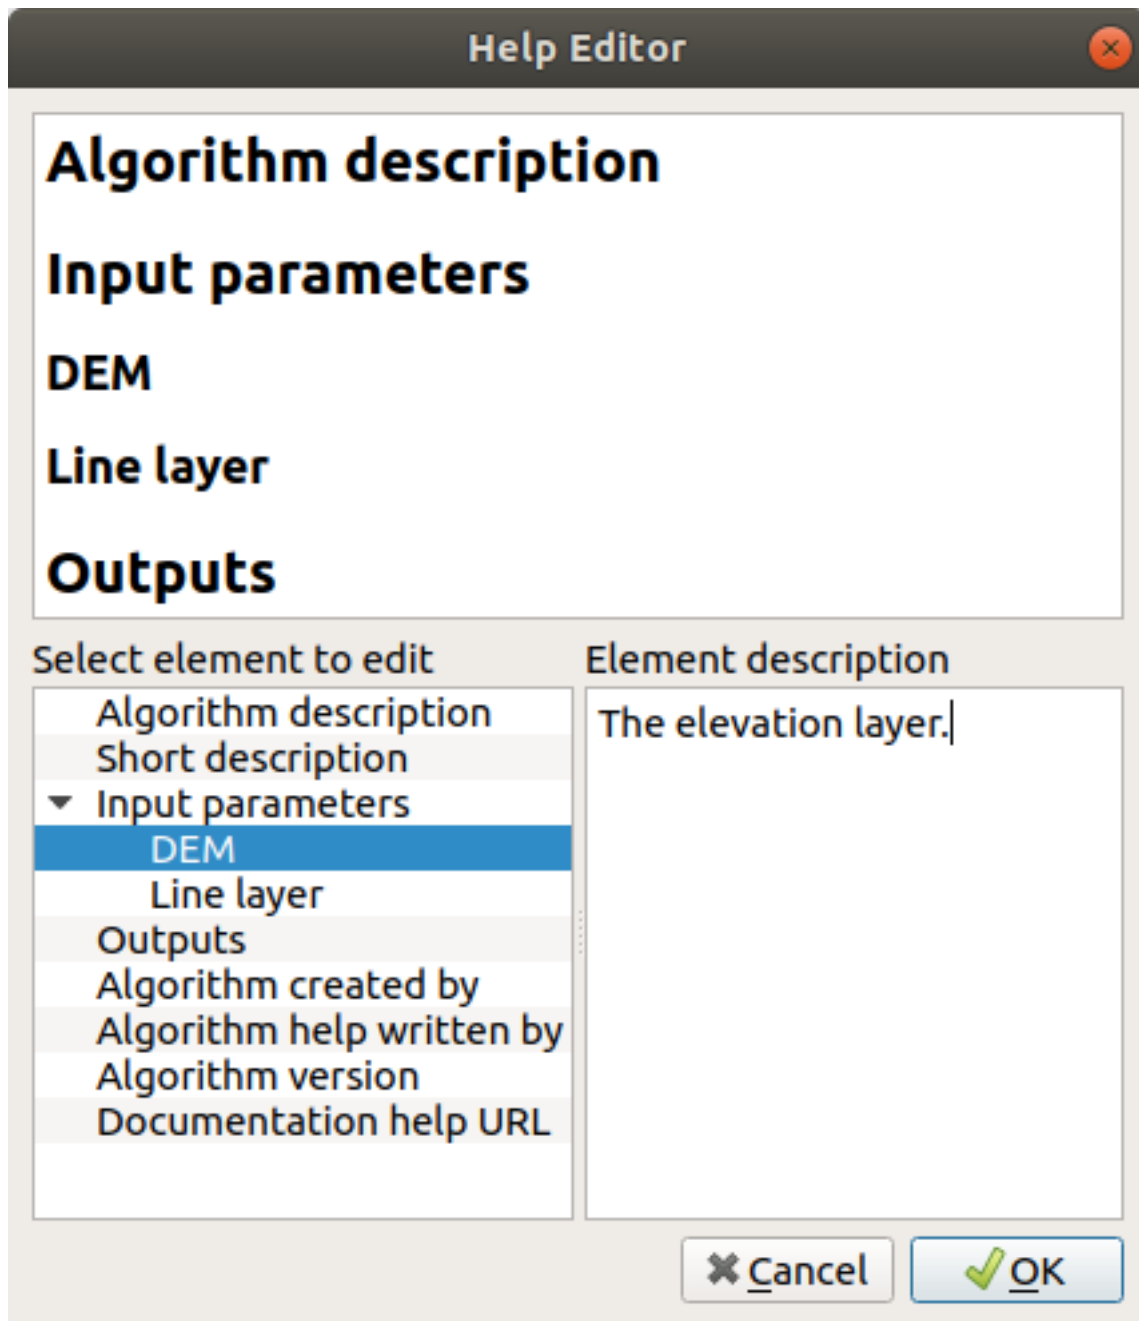 Help Editor
Algorithm description
Input parameters
DEM
Line layer
Outputs
Select element to edit
Algorithm description
Short description
Input parameters
DEM
Line layer
Outputs
Algorithm created by
Algorithm help written by
Algorithm version
Documentation help URL
Element description
The elevation layer.
Cancel
OK